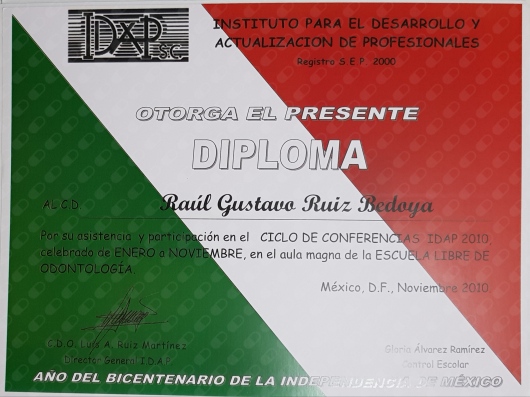 IDAP S.C.
INSTITUTO PARA EL DESARROLLO Y
ACTUALIZACION DE PROFESIONALES
Registro S.E.P. 2000
OTORGA EL PRESENTE
DIPLOMA
AL C.D. Raúl Gustavo Ruiz Bedoya
Por su asistencia y participación en el CICLO DE CONFERENCIAS IDAP 2010,
celebrado de ENERO a NOVIEMBRE, en el aula magna de la ESCUELA LIBRE DE
ODONTOLOGÍA.
México, D.F., Noviembre 2010.
C.D.O. Luis A. Ruiz Martínez
Director General I.D.A.P.
Gloria Álvarez Ramírez
Control Escolar
AÑO DEL BICENTENARIO DE LA INDEPENDENCIA DE MÉXICO